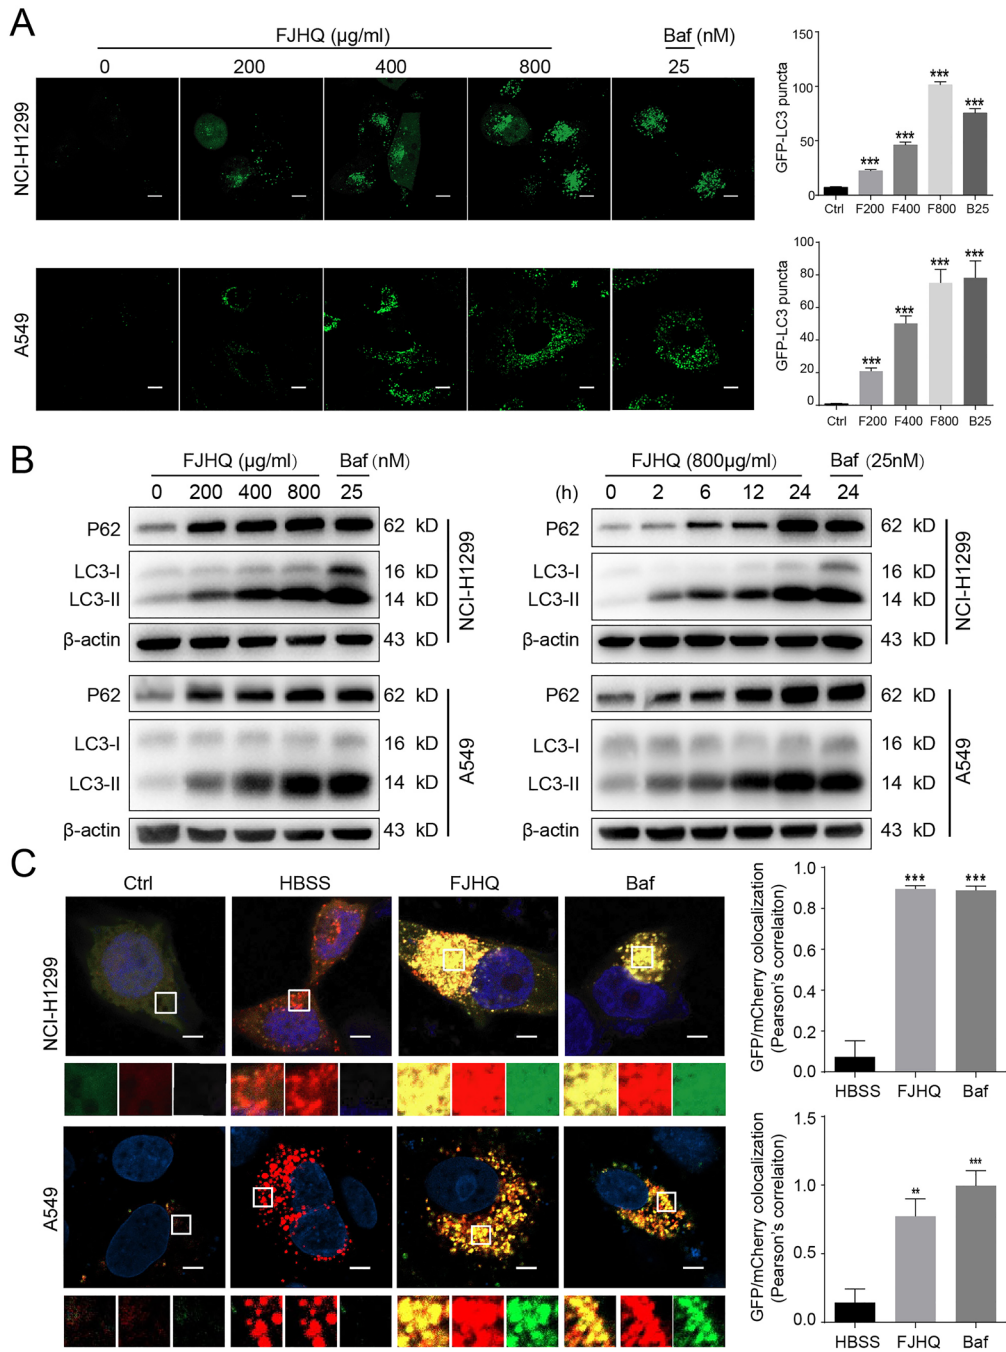 A
FJHQ (μg/ml)
Baf (nM)
0 200 400 800 25
NCI-H1299
A549
GFP-LC3 puncta
150
100
50
0
Ctrl F200 F400 F800 B25
*** *** *** ***
GFP-LC3 puncta
80
60
40
20
0
Ctrl F200 F400 F800 B25
*** *** *** ***
B
FJHQ (μg/ml) Baf (nM)
0 200 400 800 25
P62 62 kD
LC3-I 16 kD
LC3-II 14 kD
β-actin 43 kD
NCI-H1299
P62 62 kD
LC3-I 16 kD
LC3-II 14 kD
β-actin 43 kD
A549
FJHQ (800μg/ml) Baf (25nM)
(h) 0 2 6 12 24 24
P62 62 kD
LC3-I 16 kD
LC3-II 14 kD
β-actin 43 kD
NCI-H1299
P62 62 kD
LC3-I 16 kD
LC3-II 14 kD
β-actin 43 kD
A549
C
Ctrl HBSS FJHQ Baf
NCI-H1299
A549
GFP/mCherry colocalization
(Pearson's correlaiton)
1.0
0.8
0.6
0.4
0.2
0.0
HBSS FJHQ Baf
*** ***
GFP/mCherry colocalization
(Pearson's correlaiton)
1.5
1.0
0.5
0.0
HBSS FJHQ Baf
** ***